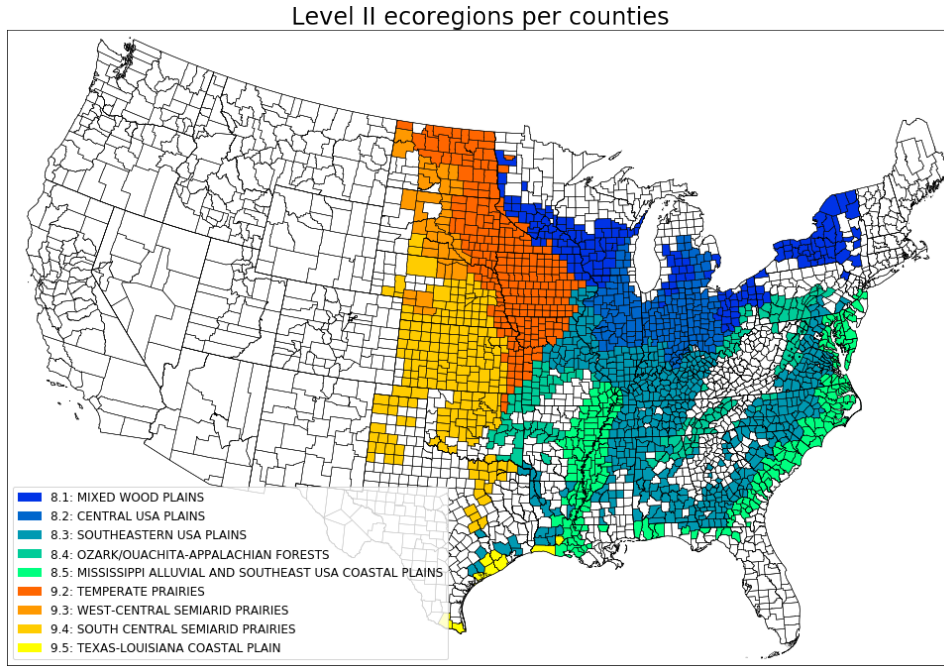 Level II ecoregions per counties
8.1: MIXED WOOD PLAINS
8.2: CENTRAL USA PLAINS
8.3: SOUTHEASTERN USA PLAINS
8.4: OZARK/OUACHITA-APPALACHIAN FORESTS
8.5: MISSISSIPPI ALLUVIAL AND SOUTHEAST USA COASTAL PLAINS
9.2: TEMPERATE PRAIRIES
9.3: WEST-CENTRAL SEMIARID PRAIRIES
9.4: SOUTH CENTRAL SEMIARID PRAIRIES
9.5: TEXAS-LOUISIANA COASTAL PLAIN